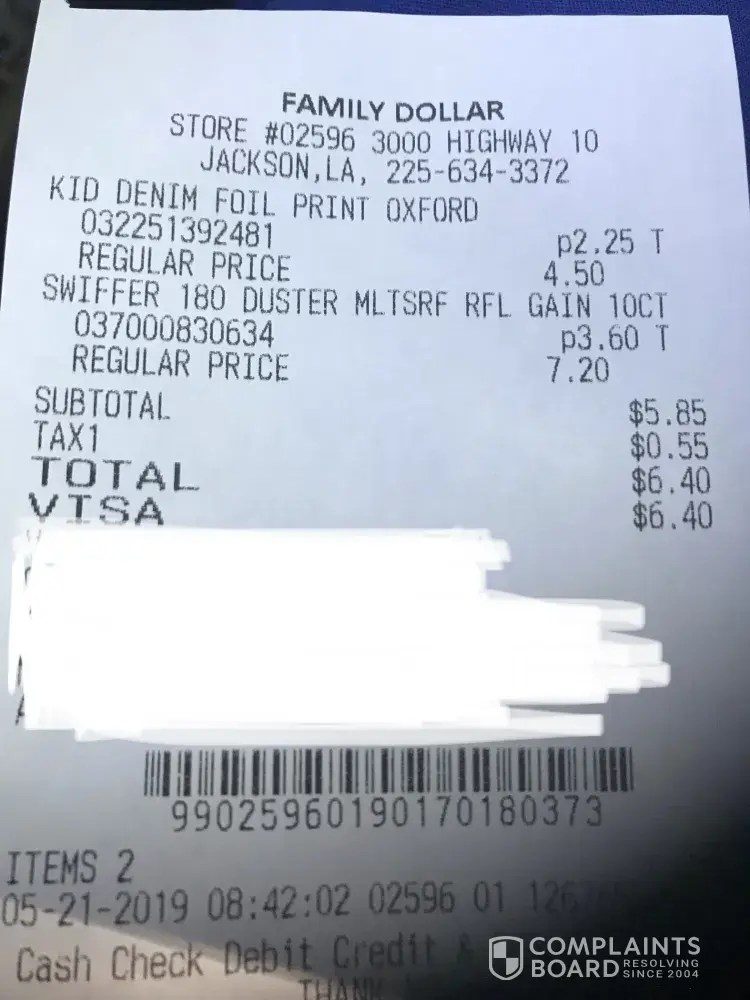 FAMILY DOLLAR
STORE #02596 3000 HIGHWAY 10
JACKSON,LA, 225-634-3372
KID DENIM FOIL PRINT OXFORD
032251392481 p2.25 T
REGULAR PRICE 4.50
SWIFFER 180 DUSTER MLTSRF RFL GAIN 10CT
037000830634 p3.60 T
REGULAR PRICE 7.20
SUBTOTAL $5.85
TAX1 $0.55
TOTAL $6.40
VISA $6.40
99025960190170180373
ITEMS 2
05-21-2019 08:42:02 02596 01
Cash Check Debit Credit &
THANK
COMPLAINTS
BOARD RESOLVING SINCE 2004